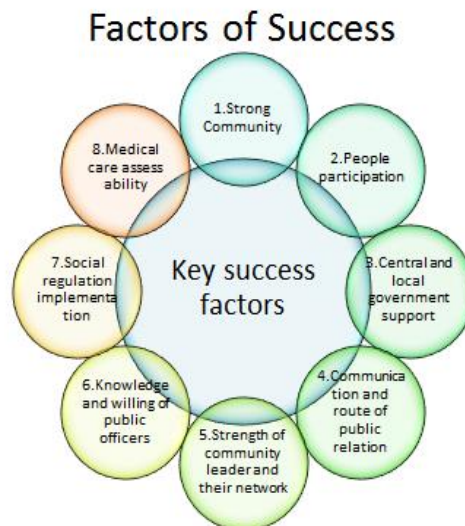 Factors of Success
1.Strong
Community
2.People
participation
3.Central and
local
government
support
4.Communica
tion and
route of
public
relation
5.Strength of
community
leader and
their network
6.Knowledge
and willing of
public
officers
7.Social
regulation
implementa
tion
8.Medical
care assess
ability
Key success
factors